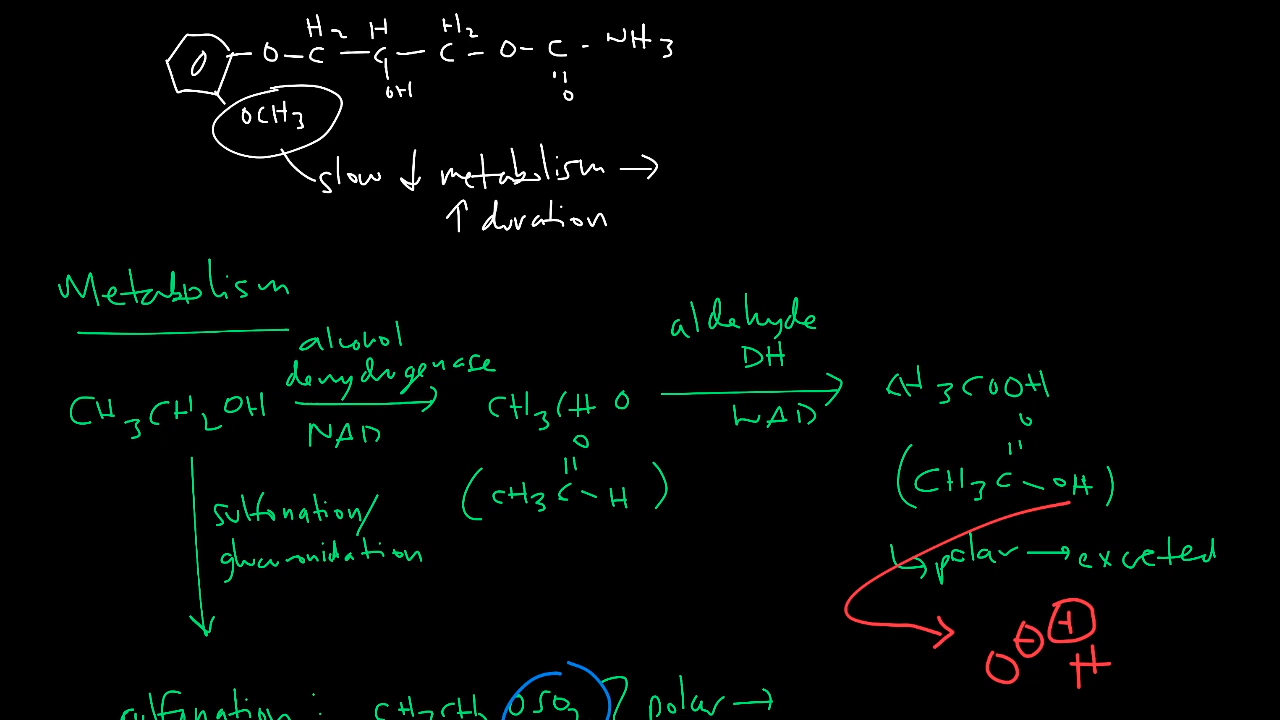 H2 H H2
O-C-C-C-O-C-NH3
OH O
OCH3
slow ↓ metabolism →
↑ duration
Metabolism
alcohol
dehydrogenase
aldehyde
DH
CH3CH2OH
NAD
CH3CHO
NAD
CH3COOH
O
(CH3C-H)
O
(CH3C-OH)
sulfonation/
glucuronidation
↳ polar → excreted
O⊖ ⊕H
sulfonation: CH3CH2OSO3 polar →